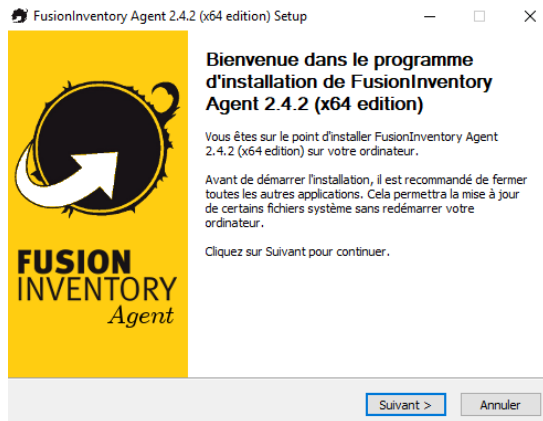 FusionInventory Agent 2.4.2 (x64 edition) Setup
Bienvenue dans le programme
d'installation de FusionInventory
Agent 2.4.2 (x64 edition)
Vous êtes sur le point d'installer FusionInventory Agent
2.4.2 (x64 edition) sur votre ordinateur.
Avant de démarrer l'installation, il est recommandé de fermer
toutes les autres applications. Cela permettra la mise à jour
de certains fichiers système sans redémarrer votre
ordinateur.
Cliquez sur Suivant pour continuer.
FUSION
INVENTORY
Agent
Suivant >
Annuler